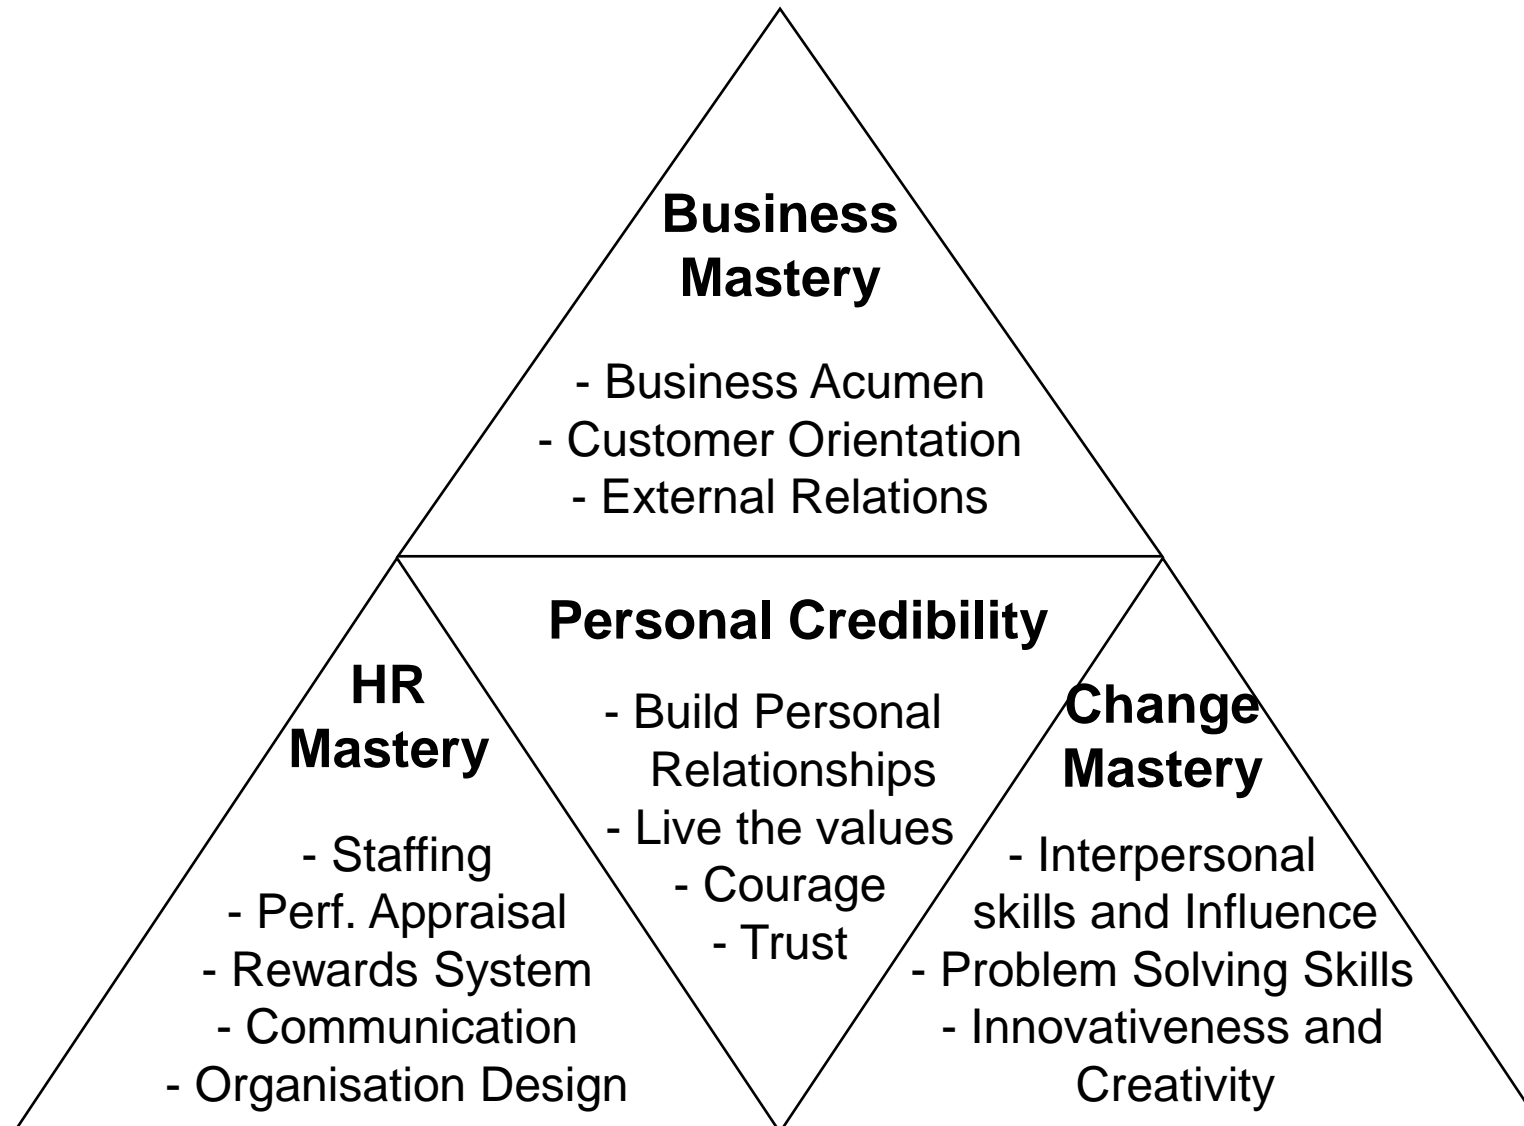 Business
Mastery
- Business Acumen
- Customer Orientation
- External Relations
Personal Credibility
- Build Personal
Relationships
- Live the values
- Courage
- Trust
HR
Mastery
- Staffing
- Perf. Appraisal
- Rewards System
- Communication
- Organisation Design
Change
Mastery
- Interpersonal
skills and Influence
- Problem Solving Skills
- Innovativeness and
Creativity